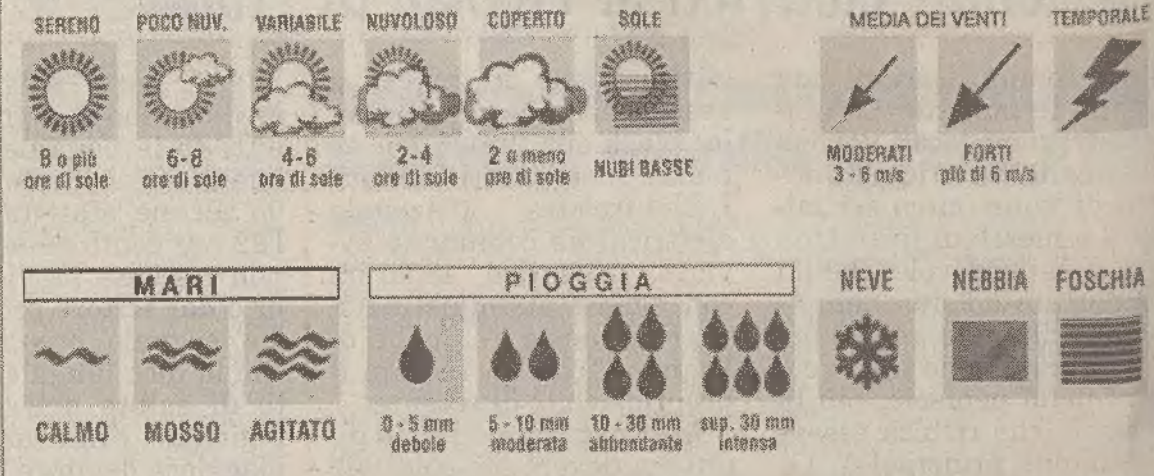 SERENO POCO NUV. VARIABILE NUVOLOSO COPERTO SOLE MEDIA DEI VENTI TEMPORALE
8 o più 6-8 4-6 2-4 2 o meno NUBI BASSE MODERATI FORTI
ore di sole ore di sole ore di sole ore di sole ore di sole 3 - 6 m/s più di 6 m/s
MARI PIOGGIA NEVE NEBBIA FOSCHIA
CALMO MOSSO AGITATO 0 - 5 mm 5 - 10 mm 10 - 30 mm sup. 30 mm
debole moderata abbondante intensa